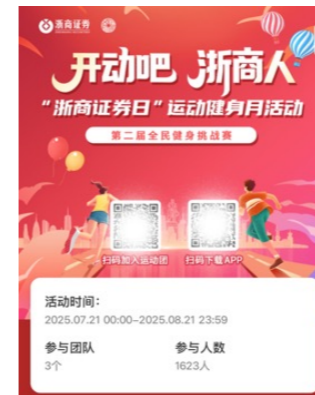 浙商证券
开动吧 浙商人
“浙商证券日”运动健身月活动
第二届全民健身挑战赛
扫码加入运动团 扫码下载APP
活动时间：
2025.07.21 00:00-2025.08.21 23:59
参与团队 参与人数
3个 1623人